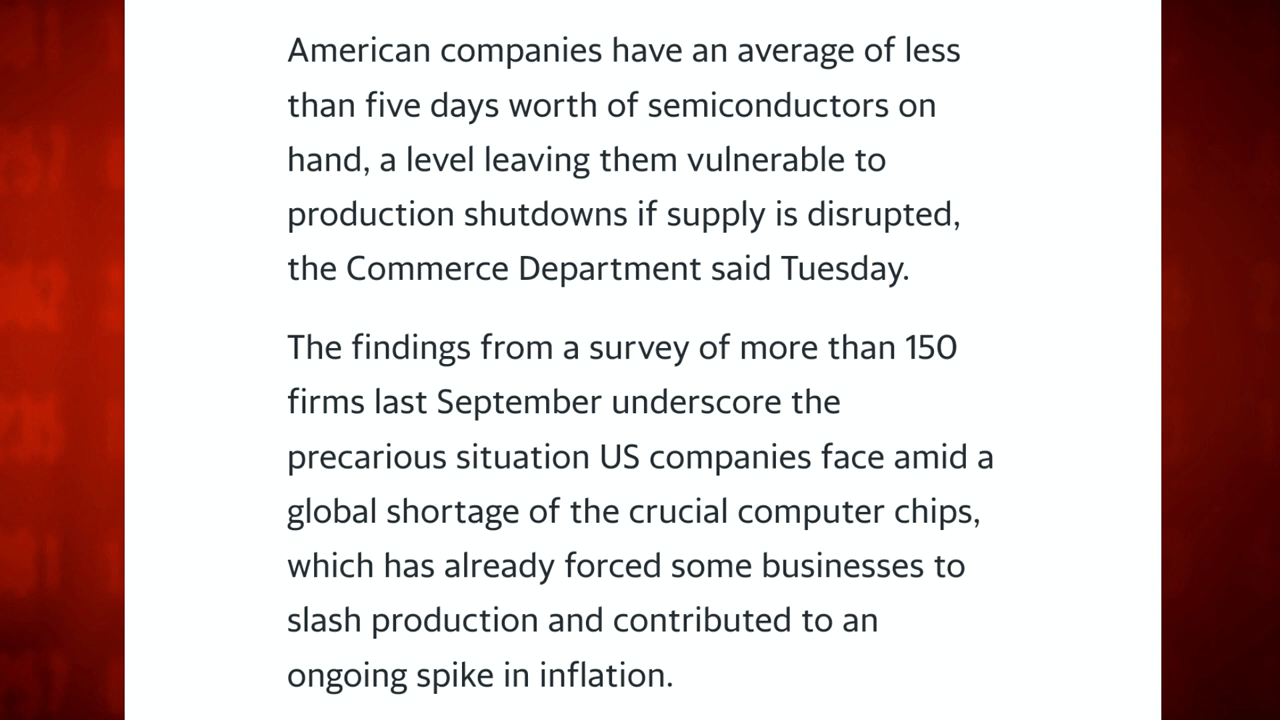 American companies have an average of less
than five days worth of semiconductors on
hand, a level leaving them vulnerable to
production shutdowns if supply is disrupted,
the Commerce Department said Tuesday.
The findings from a survey of more than 150
firms last September underscore the
precarious situation US companies face amid a
global shortage of the crucial computer chips,
which has already forced some businesses to
slash production and contributed to an
ongoing spike in inflation.